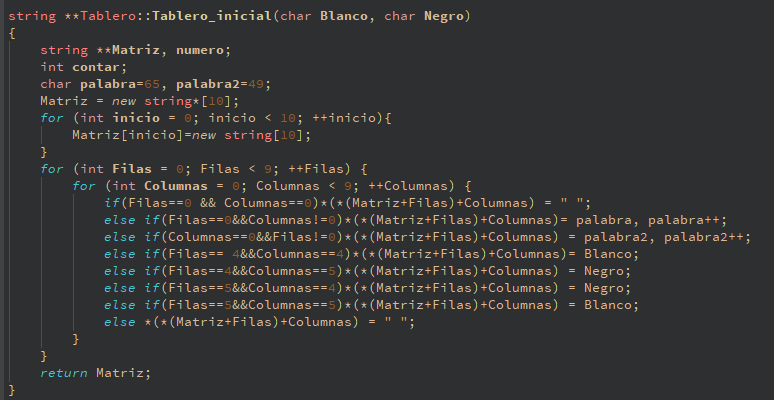 string **Tablero::Tablero_inicial(char Blanco, char Negro)
{
    string **Matriz, numero;
    int contar;
    char palabra=65, palabra2=49;
    Matriz = new string*[10];
    for (int inicio = 0; inicio < 10; ++inicio){
        Matriz[inicio]=new string[10];
    }
    for (int Filas = 0; Filas < 9; ++Filas) {
        for (int Columnas = 0; Columnas < 9; ++Columnas) {
            if(Filas==0 && Columnas==0)*(*(Matriz+Filas)+Columnas) = " ";
            else if(Filas==0&&Columnas!=0)*(*(Matriz+Filas)+Columnas)= palabra, palabra++;
            else if(Columnas==0&&Filas!=0)*(*(Matriz+Filas)+Columnas) = palabra2, palabra2++;
            else if(Filas== 4&&Columnas==4)*(*(Matriz+Filas)+Columnas)= Blanco;
            else if(Filas==4&&Columnas==5)*(*(Matriz+Filas)+Columnas) = Negro;
            else if(Filas==5&&Columnas==4)*(*(Matriz+Filas)+Columnas) = Negro;
            else if(Filas==5&&Columnas==5)*(*(Matriz+Filas)+Columnas) = Blanco;
            else *(*(Matriz+Filas)+Columnas) = " ";
        }
    }
    return Matriz;
}